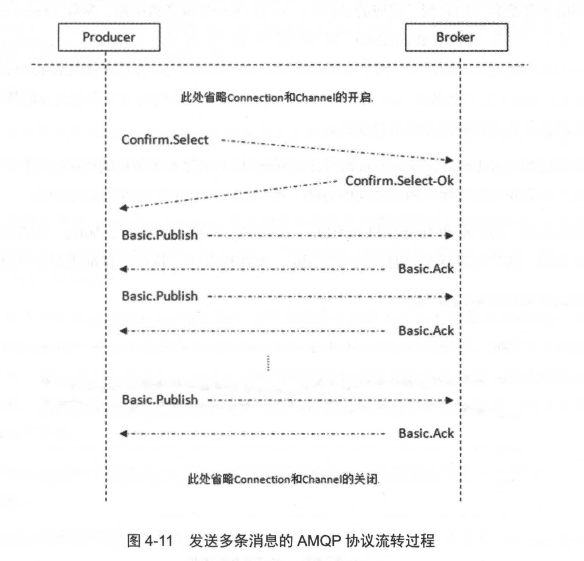 Producer
Broker
此处省略Connection和Channel的开启.
Confirm.Select
Confirm.Select-Ok
Basic.Publish
Basic.Ack
Basic.Publish
Basic.Ack
Basic.Publish
Basic.Ack
此处省略Connection和Channel的关闭.
图 4-11 发送多条消息的 AMQP 协议流转过程